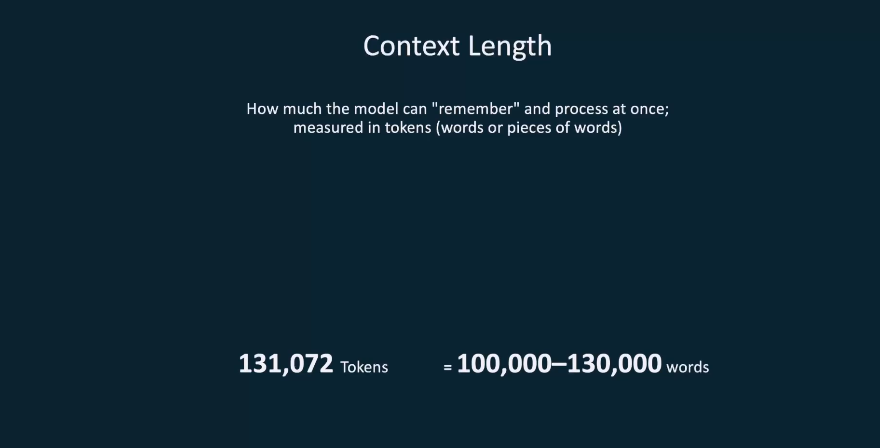 Context Length
How much the model can "remember" and process at once;
measured in tokens (words or pieces of words)
131,072 Tokens = 100,000–130,000 words